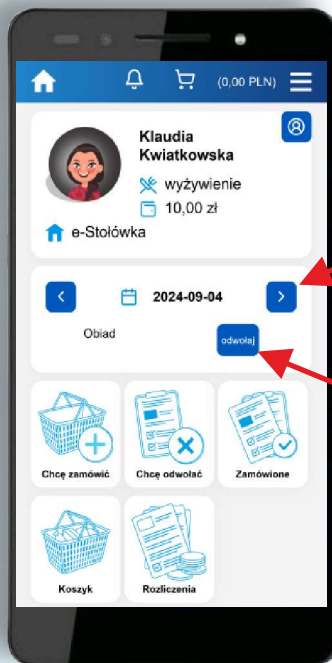 (0,00 PLN)
Klaudia
Kwiatkowska
wyżywienie
10,00 zł
e-Stołówka
2024-09-04
Obiad
odwołaj
Chcę zamówić
Chcę odwołać
Zamówione
Koszyk
Rozliczenia